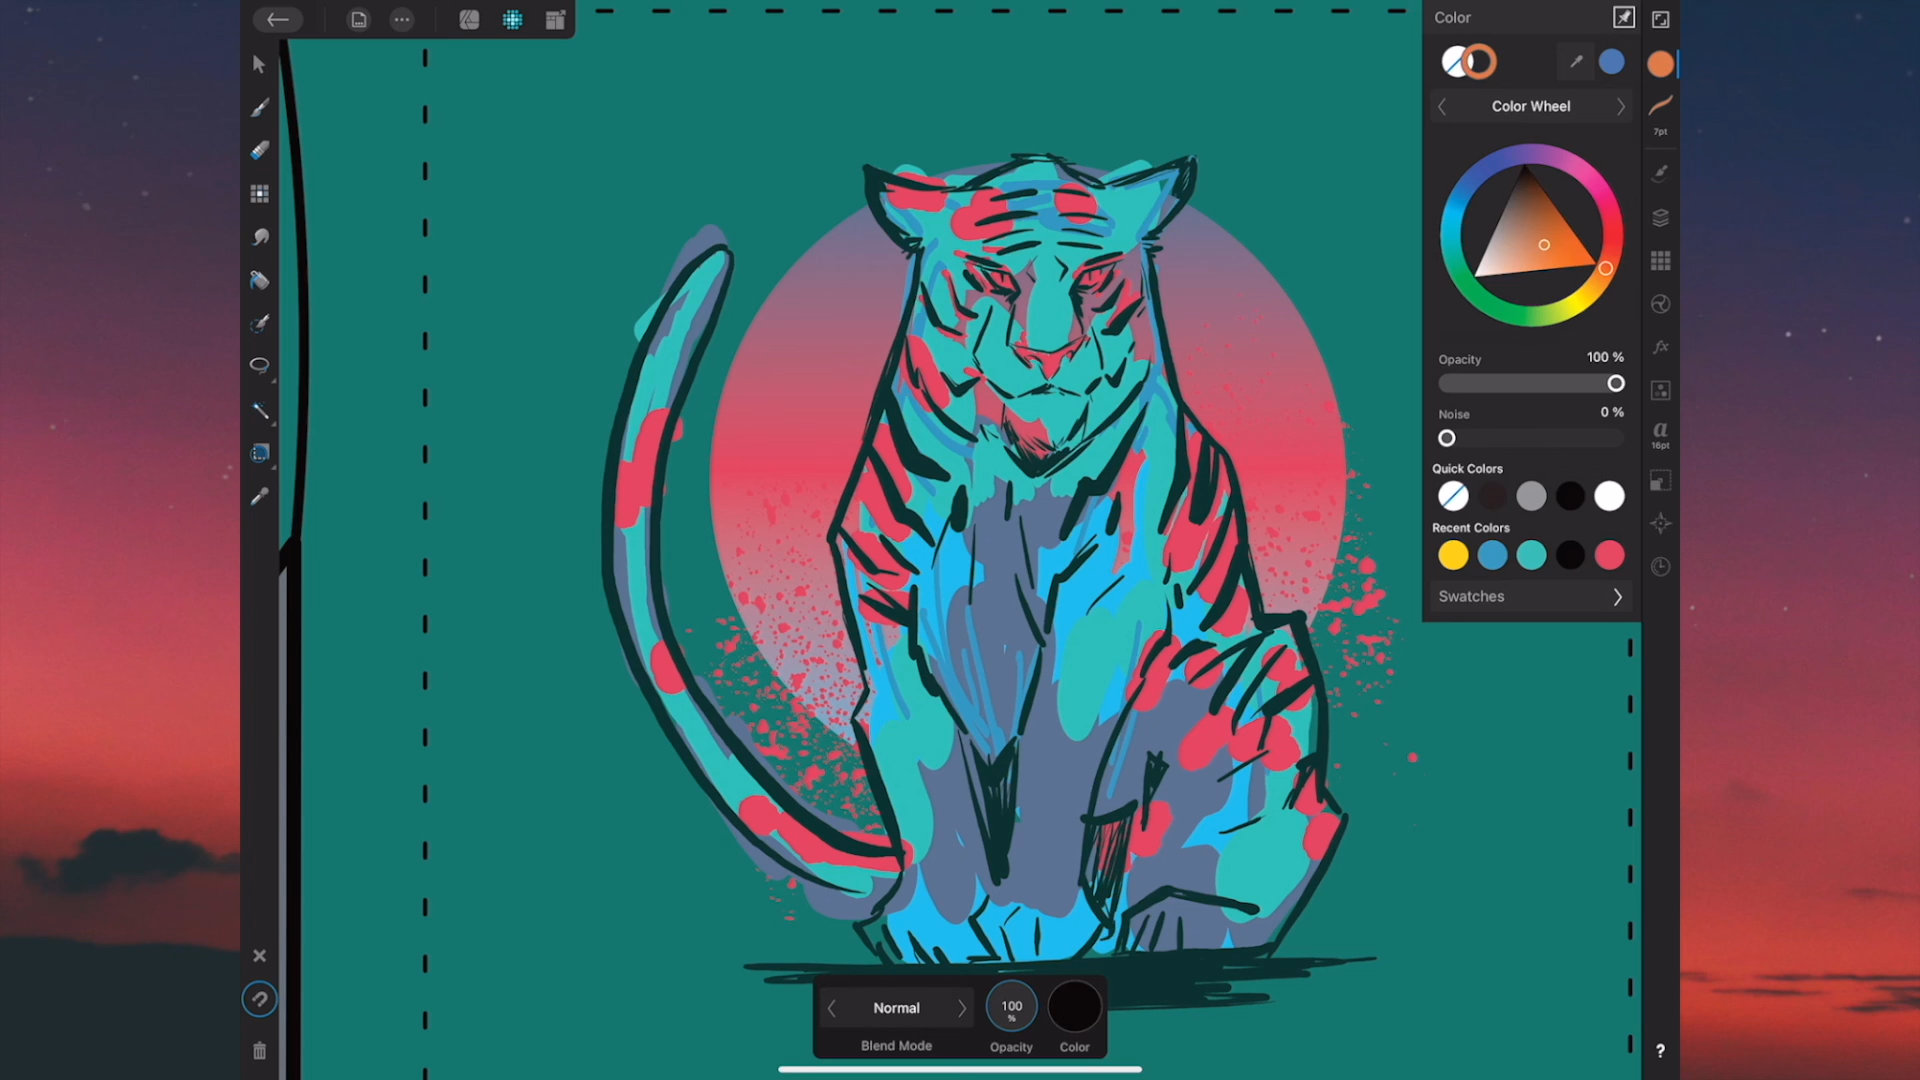 Color
Color Wheel
7pt
Opacity
100 %
Noise
0 %
a
16pt
Quick Colors
Recent Colors
Swatches
fx
Normal
Blend Mode
100
%
Opacity
Color
?